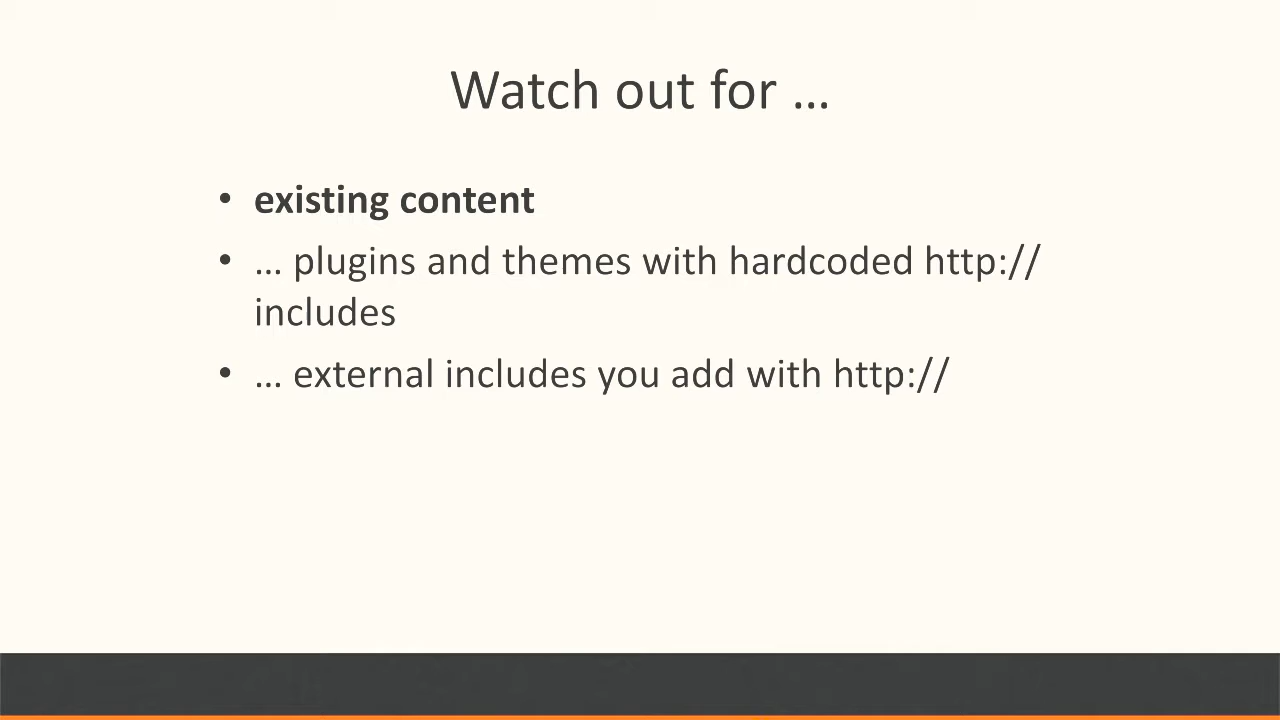 Watch out for …
• existing content
• … plugins and themes with hardcoded http://
includes
• … external includes you add with http://